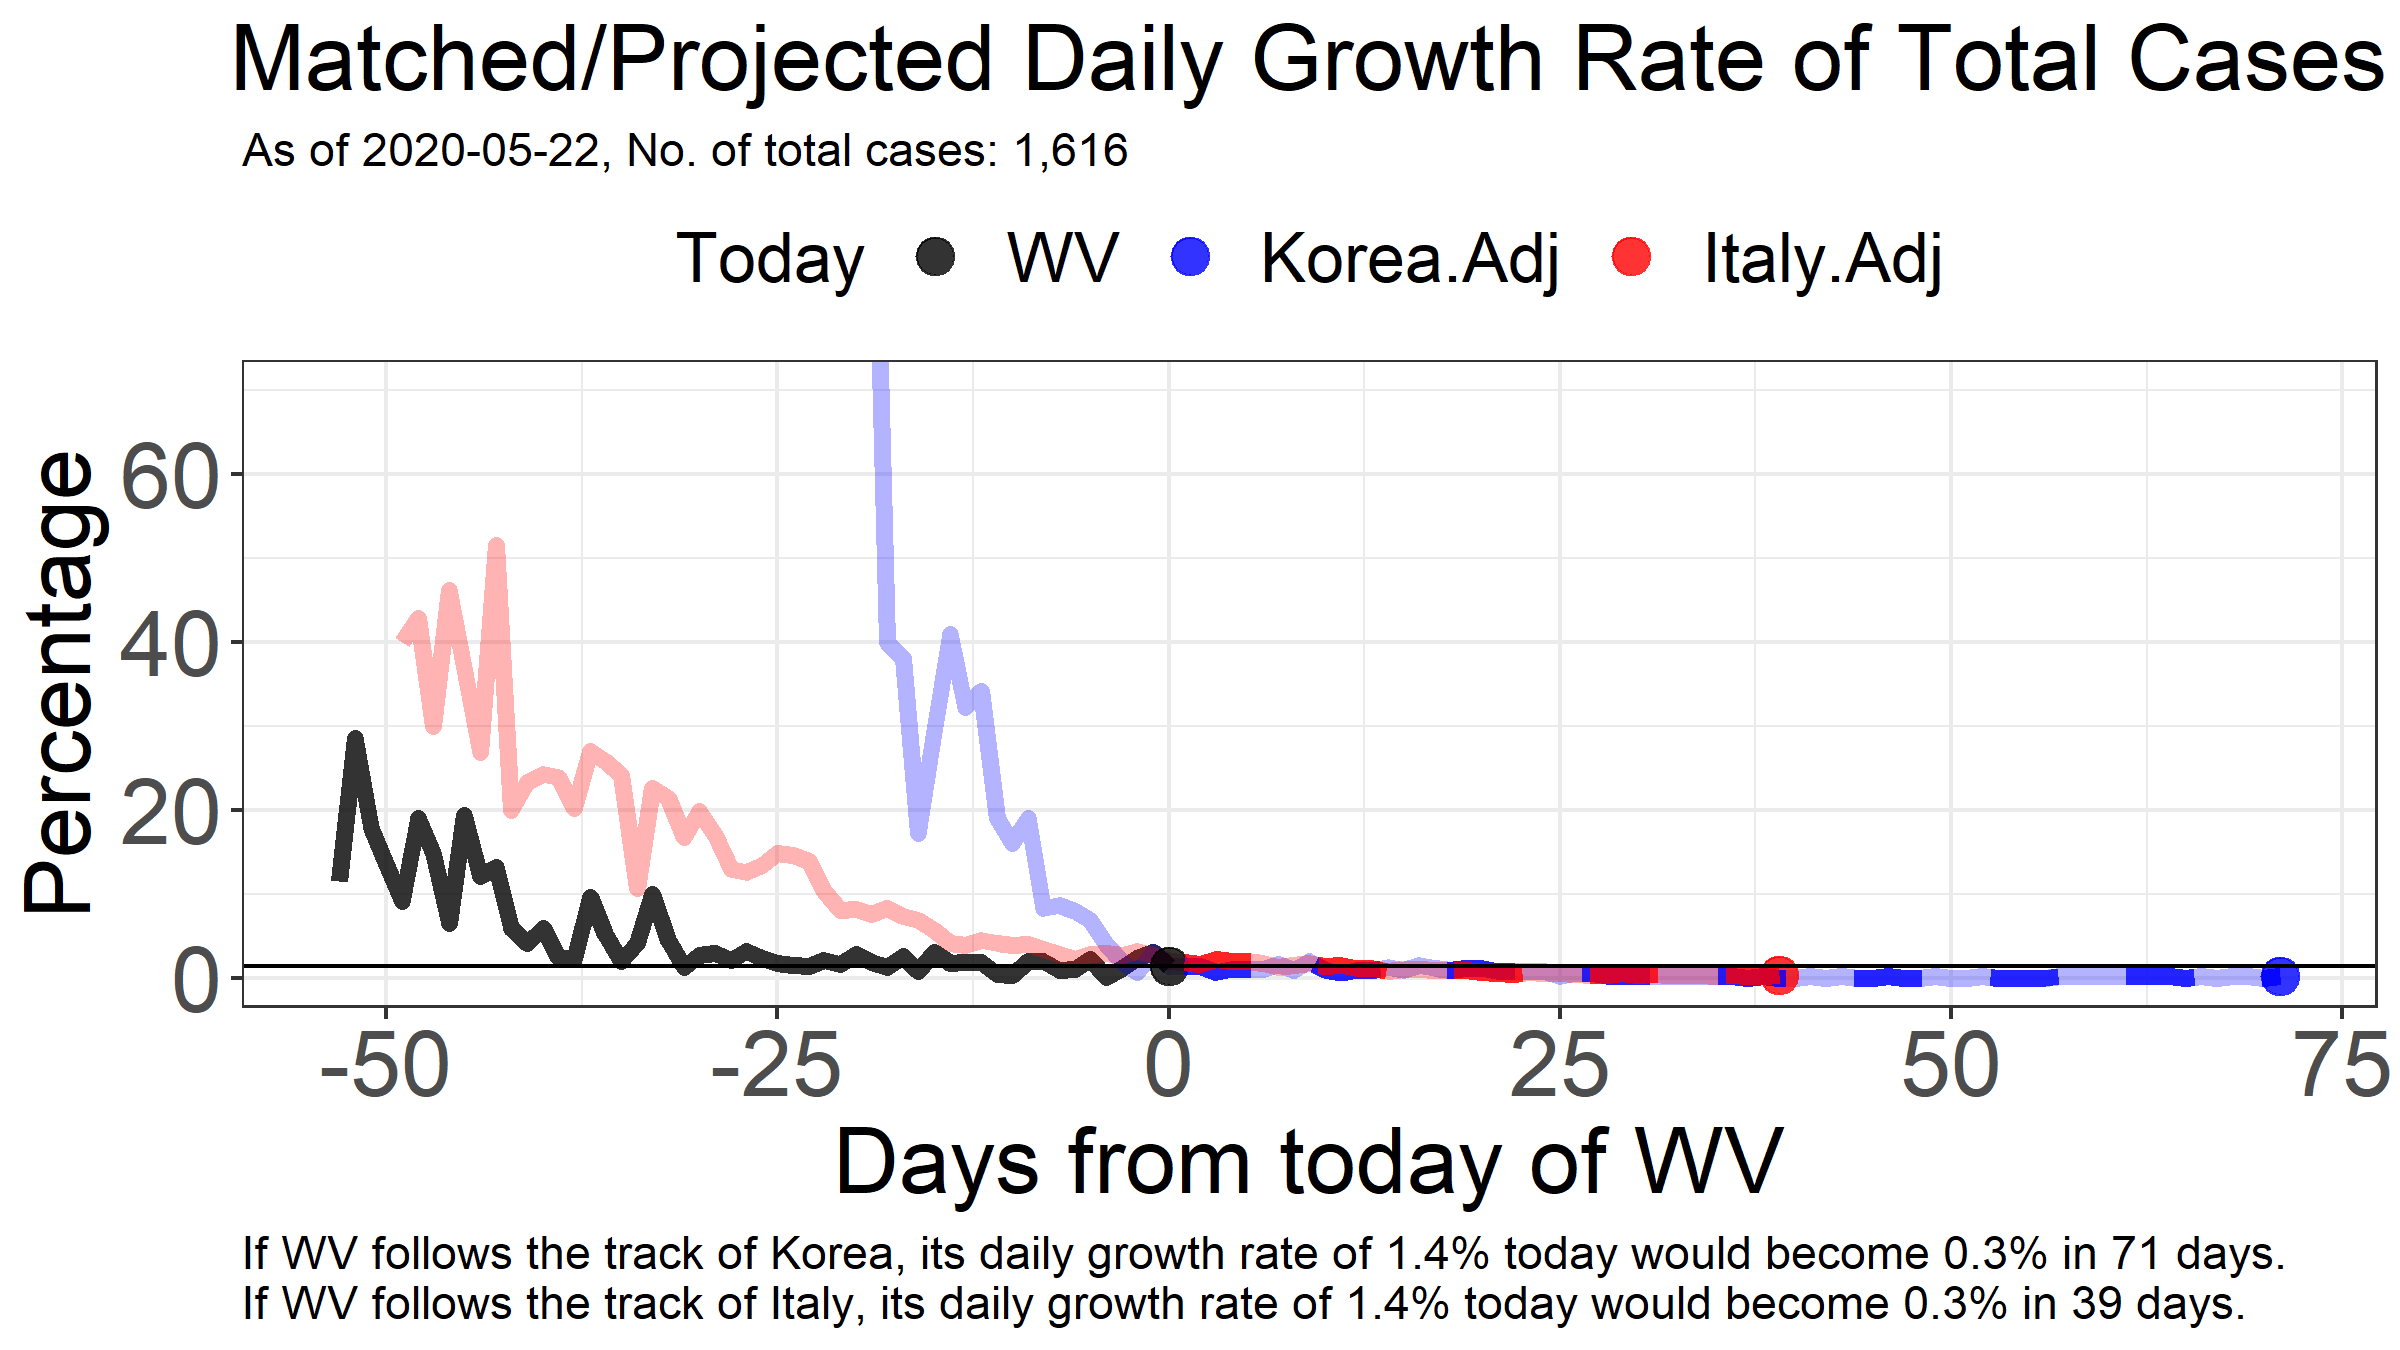 Matched/Projected Daily Growth Rate of Total Cases
As of 2020-05-22, No. of total cases: 1,616
Today WV Korea.Adj Italy.Adj
Percentage
60
40
20
0
-50 -25 0 25 50 75
Days from today of WV
If WV follows the track of Korea, its daily growth rate of 1.4% today would become 0.3% in 71 days.
If WV follows the track of Italy, its daily growth rate of 1.4% today would become 0.3% in 39 days.